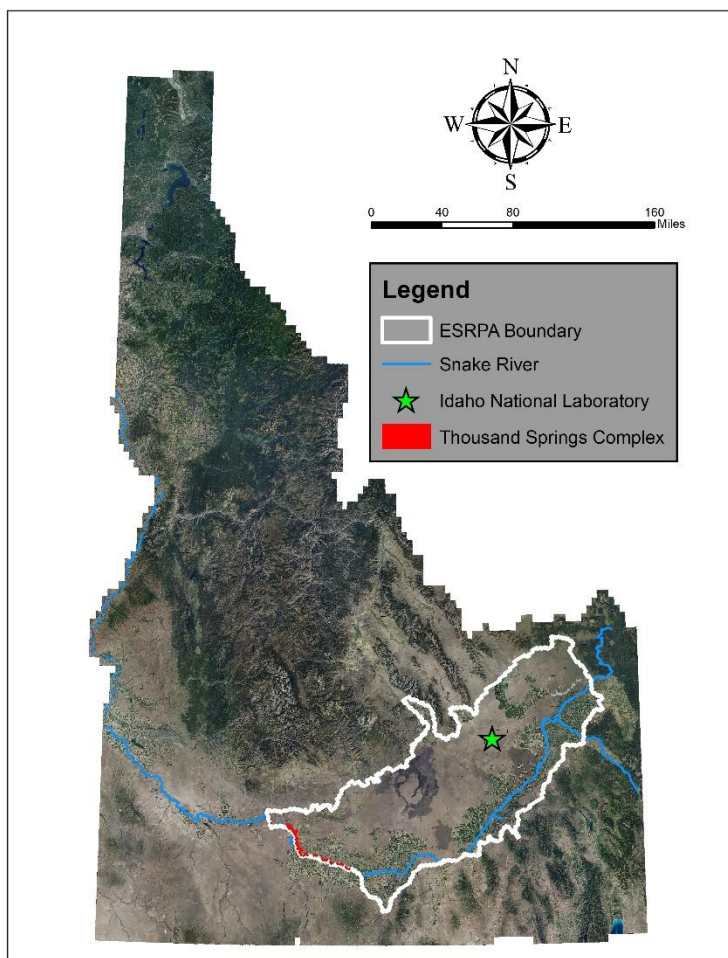 N
W E
S
0 40 80 160
Miles
Legend
ESRPA Boundary
Snake River
Idaho National Laboratory
Thousand Springs Complex